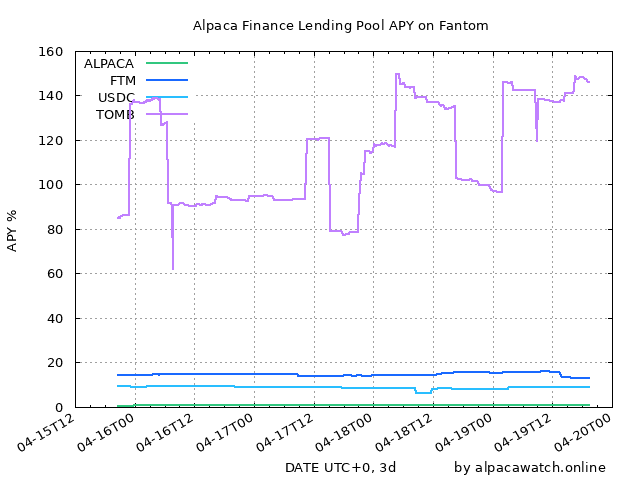 Alpaca Finance Lending Pool APY on Fantom
160
140
120
100
80
60
40
20
0
APY %
ALPACA
FTM
USDC
TOMB
04-15T12
04-16T00
04-16T12
04-17T00
04-17T12
04-18T00
04-18T12
04-19T00
04-19T12
04-20T00
DATE UTC+0, 3d by alpacawatch.online